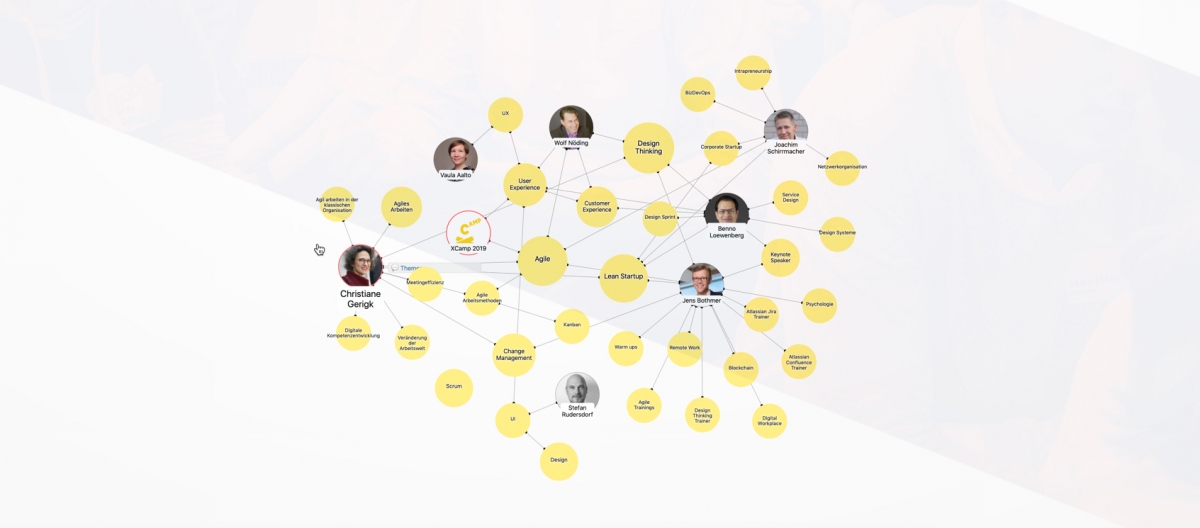 Intrapreneurship
BizDevOps
UX
Wolf Nöding
Design
Thinking
Corporate Startup
Joachim
Schirrmacher
Netzwerkorganisation
Vaula Aalto
User
Experience
Customer
Experience
Service
Design
Agil arbeiten in der
klassischen
Organisation
Agiles
Arbeiten
Design Sprint
Benno
Loewenberg
Design Systeme
CAMP
XCamp 2019
Agile
Keynote
Speaker
Christiane
Gerigk
Meetingeffizienz
Lean Startup
Jens Bothmer
Agile
Arbeitsmethoden
Psychologie
Atlassian Jira
Trainer
Digitale
Kompetenzentwicklung
Veränderung
der
Arbeitswelt
Kanban
Change
Management
Warm ups
Remote Work
Blockchain
Atlassian
Confluence
Trainer
Scrum
Stefan
Rudersdorf
UI
Agile
Trainings
Design
Thinking
Trainer
Digital
Workplace
Design